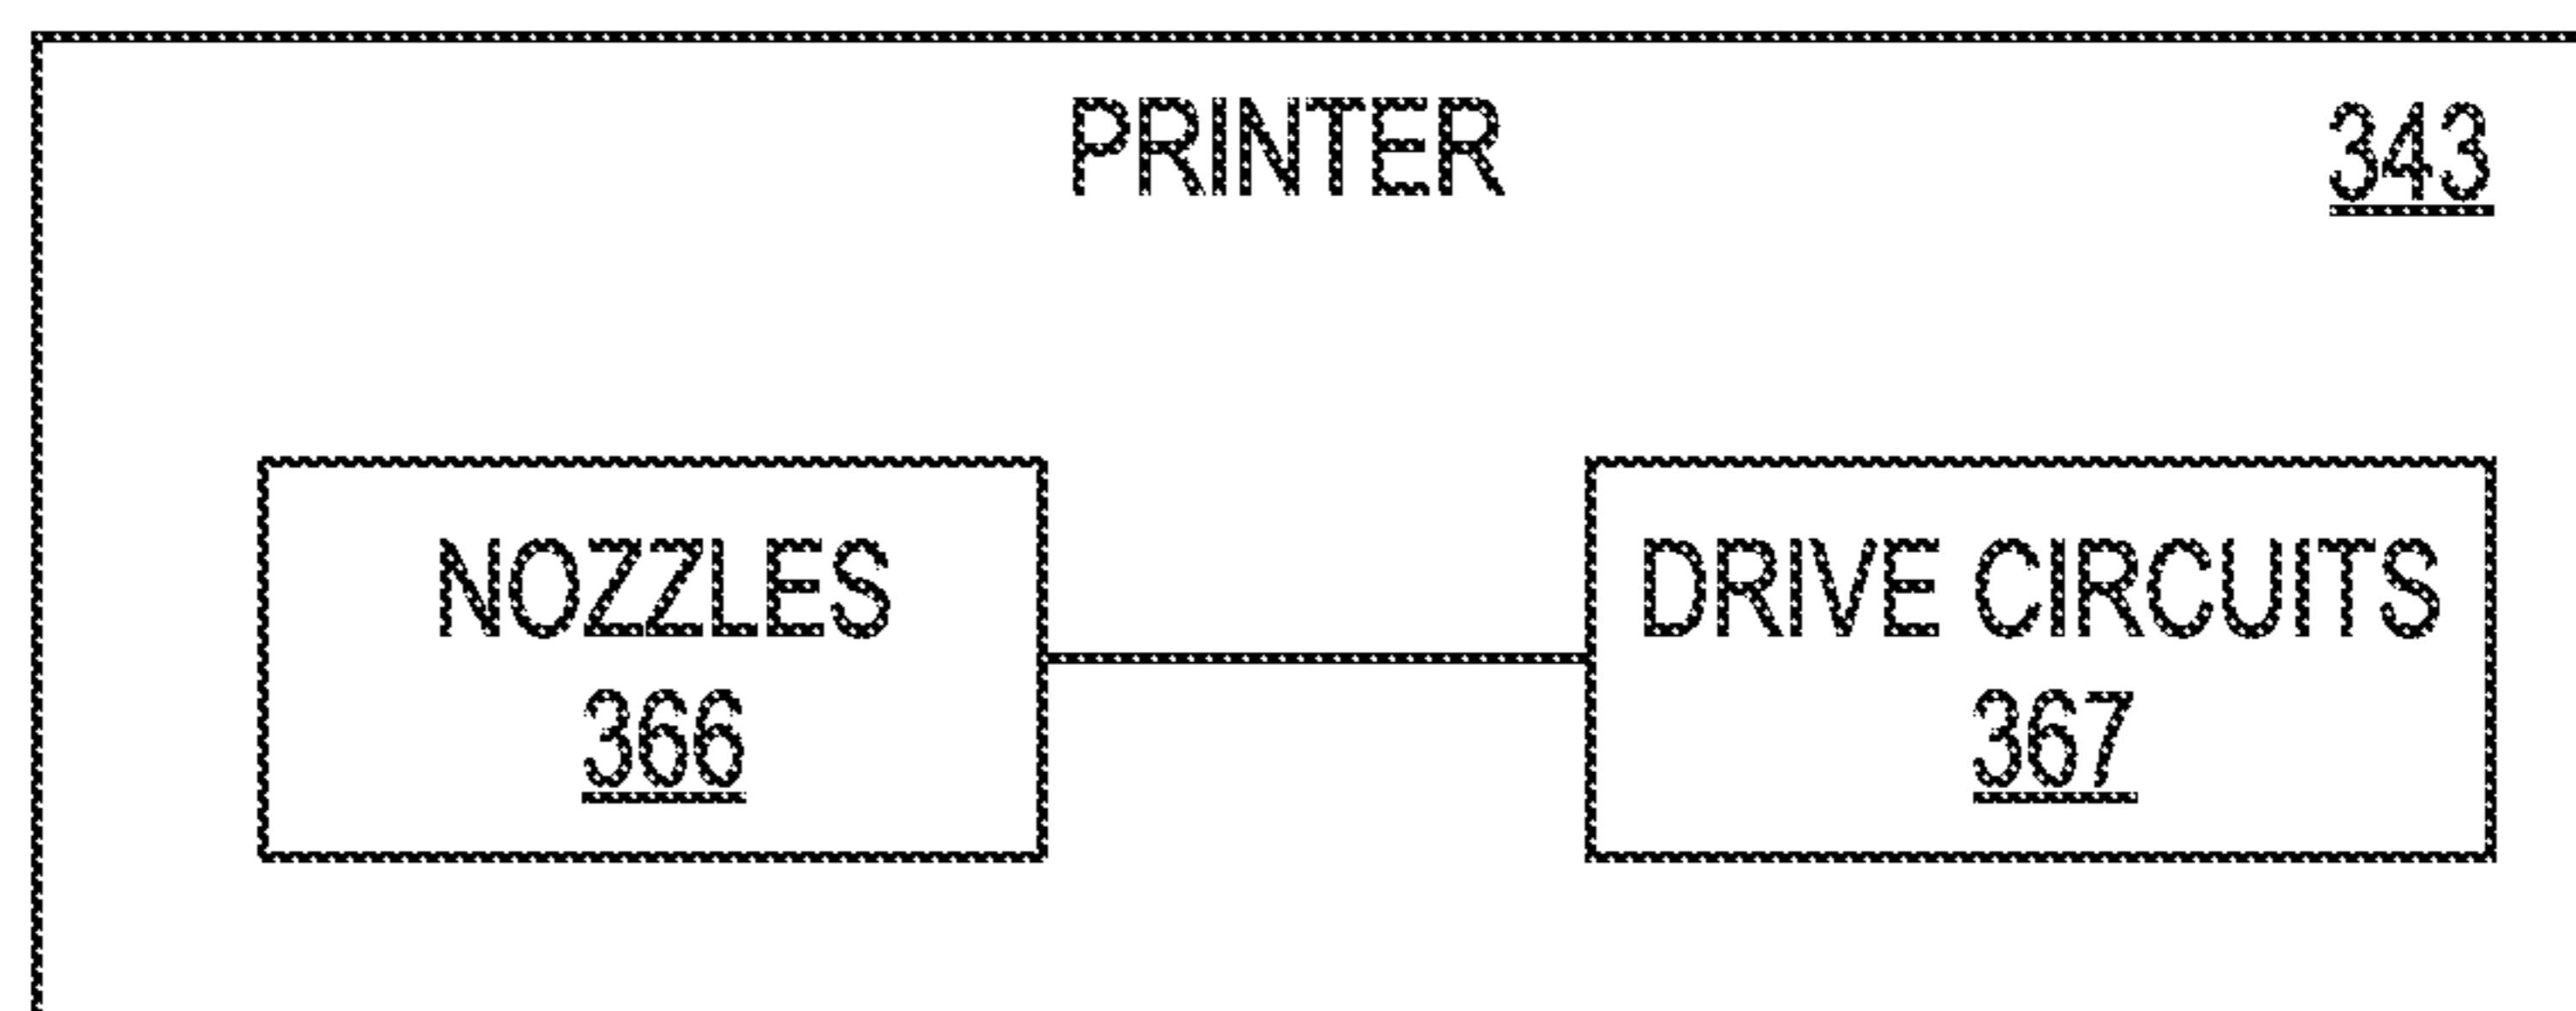 PRINTER 343
NOZZLES
366
DRIVE CIRCUITS
367